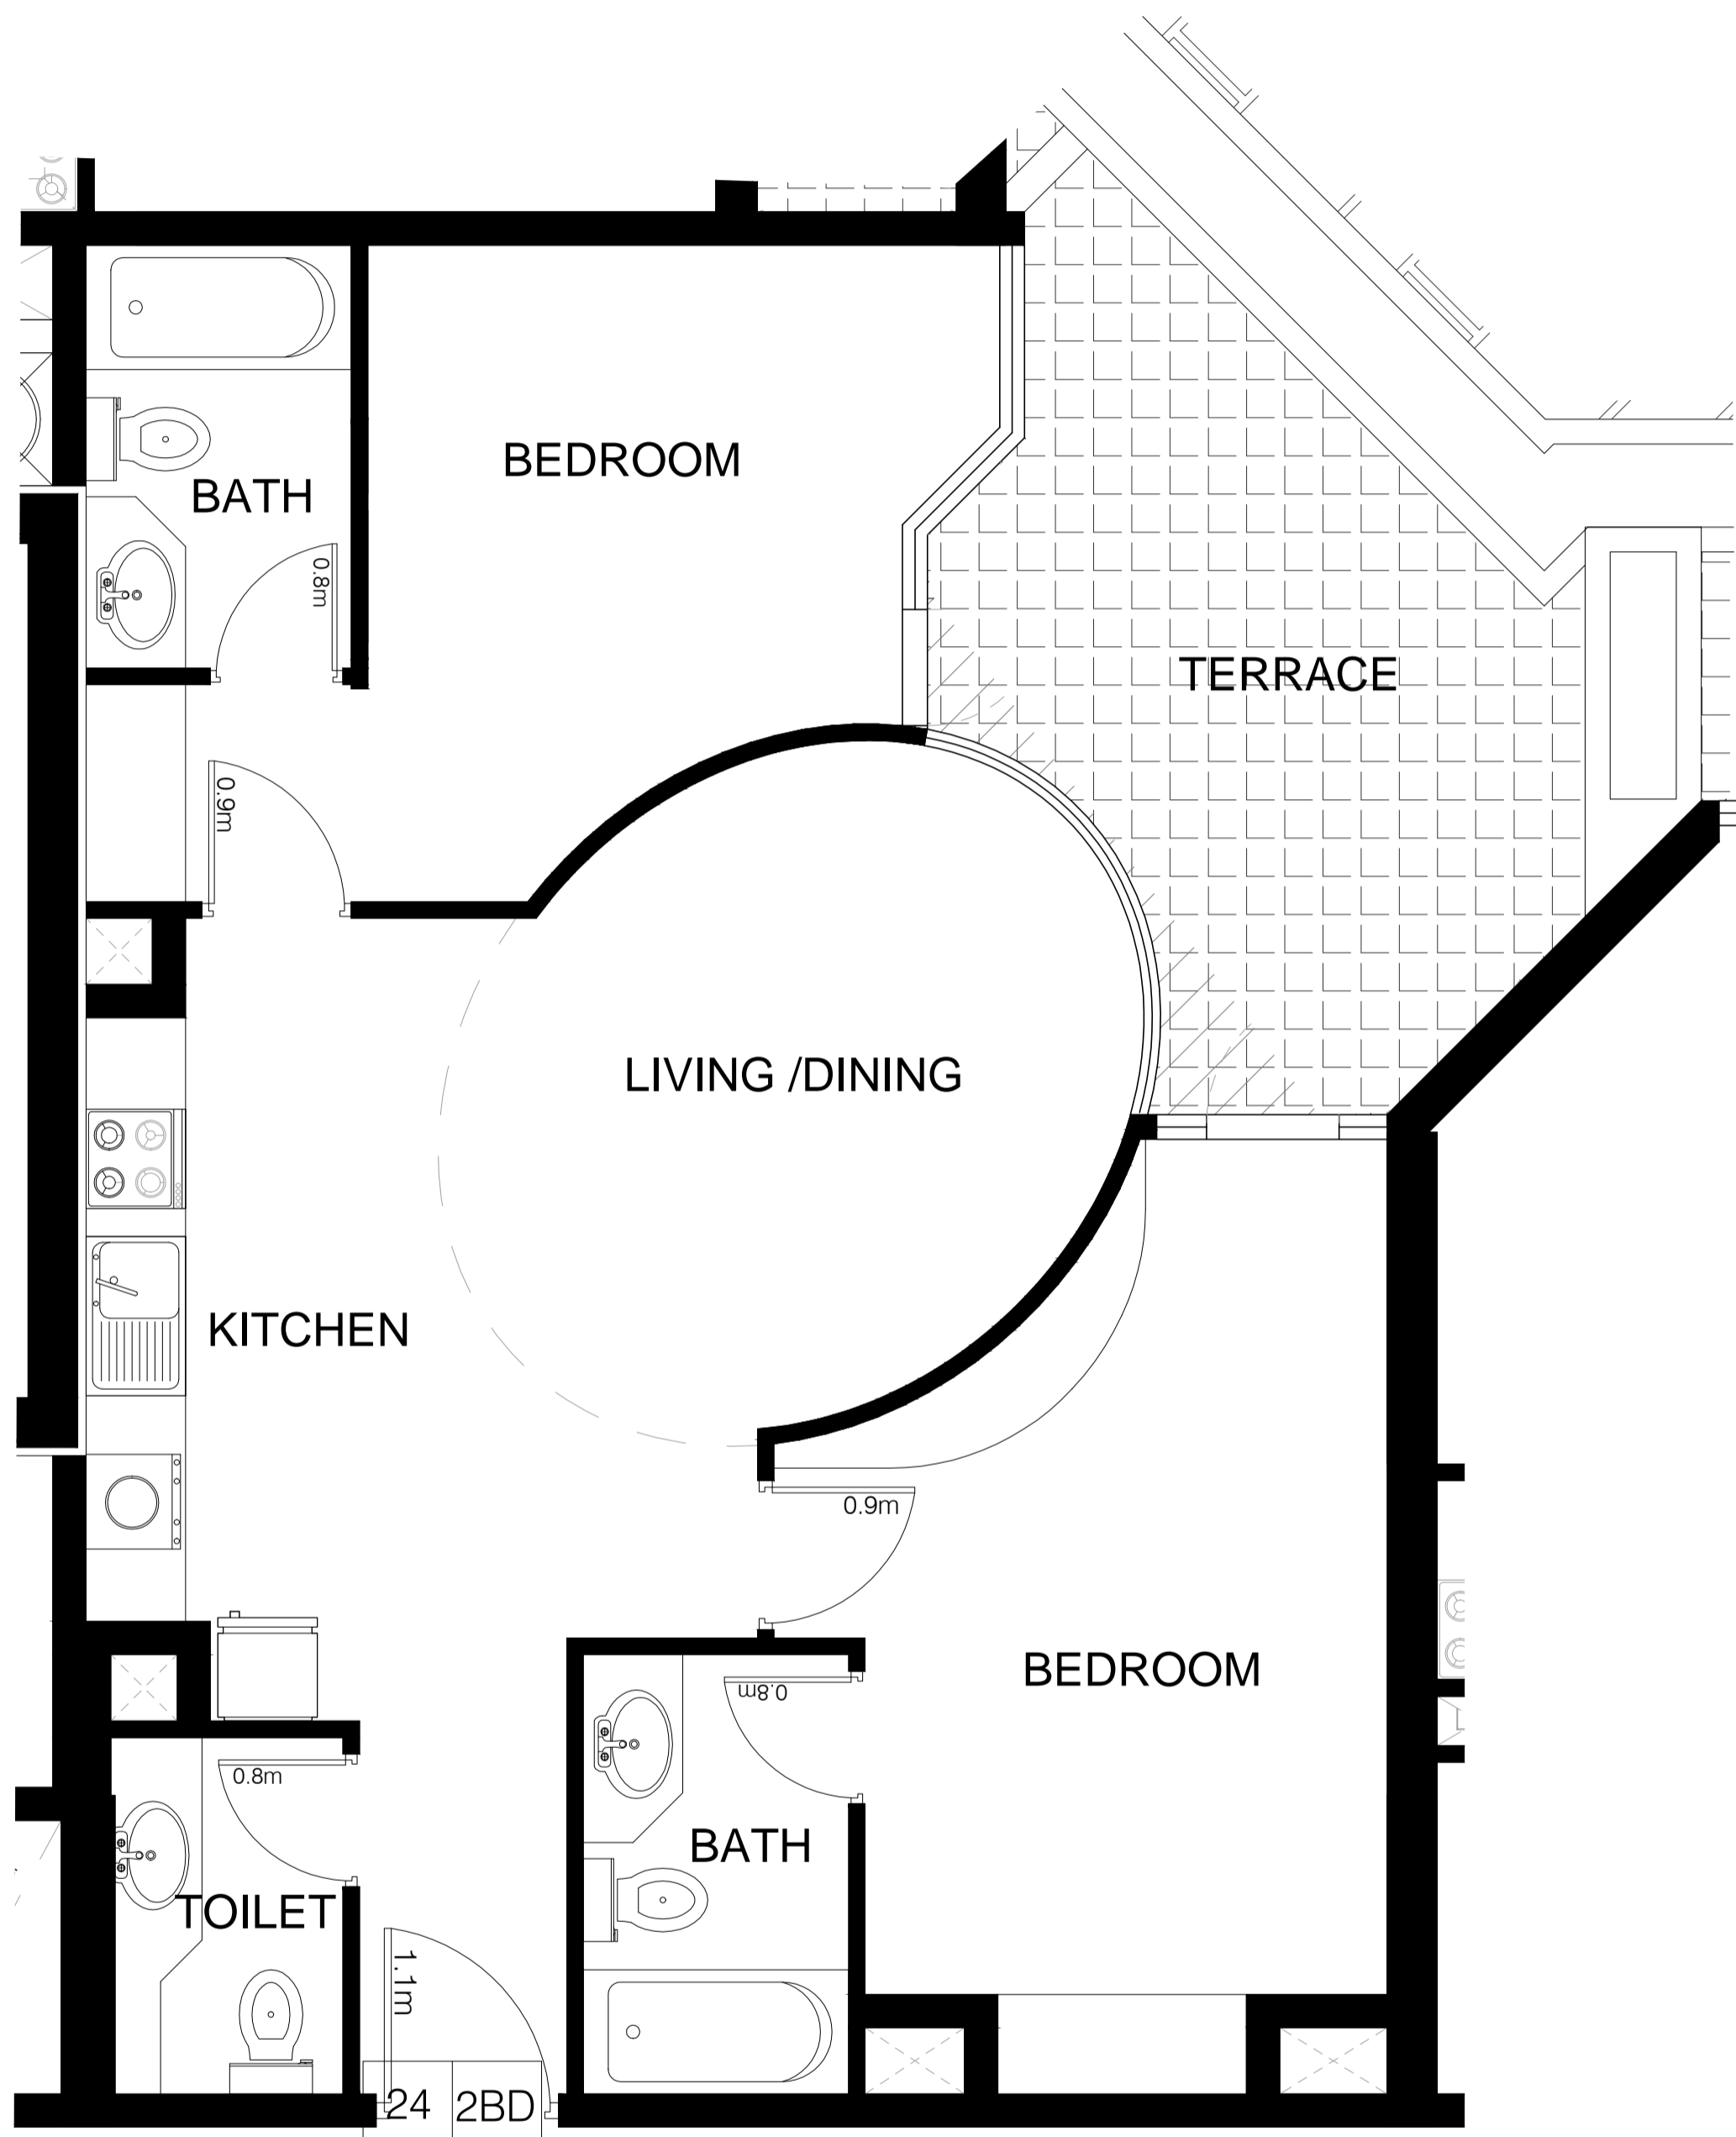 BEDROOM
BATH
0.8m
TERRACE
0.9m
LIVING /DINING
KITCHEN
0.9m
BEDROOM
0.8m
0.8m
BATH
TOILET
1.1m
24 2BD